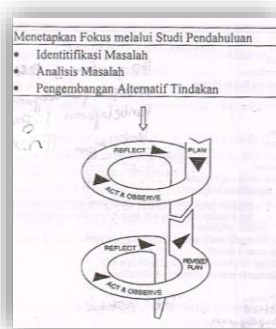 Menetapkan Fokus melalui Studi Pendahuluan
• Identitifikasi Masalah
• Analisis Masalah
• Pengembangan Alternatif Tindakan
REFLECT
PLAN
ACT & OBSERVE
REFLECT
REVISED
PLAN
ACT & OBSERVE